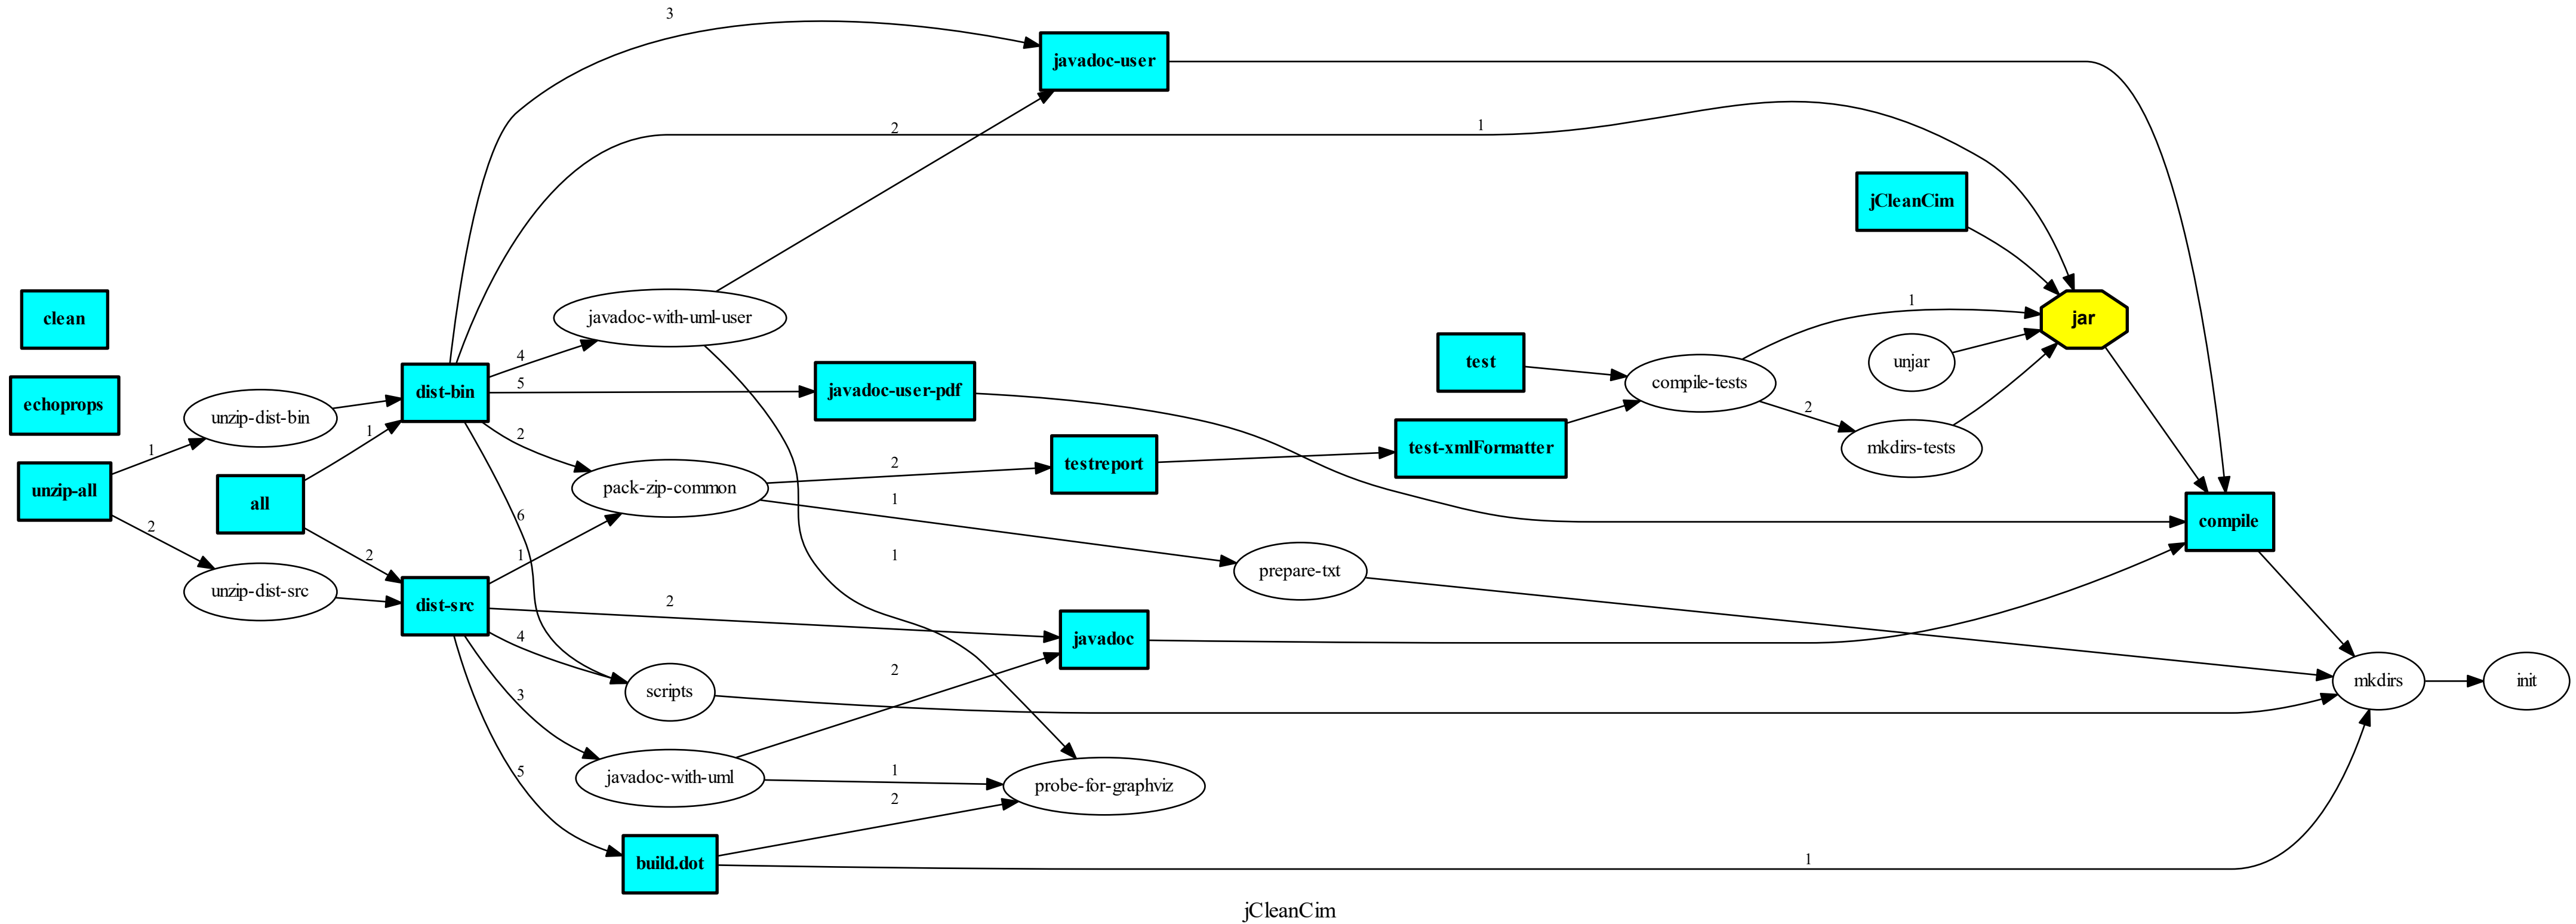 3
javadoc-user
2
1
jCleanCim
clean
javadoc-with-uml-user
1
jar
4
test
unjar
echoprops
unzip-dist-bin
dist-bin
5
javadoc-user-pdf
compile-tests
1
1
2
2
test-xmlFormatter
mkdirs-tests
unzip-all
all
pack-zip-common
2
testreport
1
compile
2
2
6
1
1
prepare-txt
unzip-dist-src
dist-src
2
javadoc
4
2
scripts
mkdirs
init
3
javadoc-with-uml
1
probe-for-graphviz
5
2
build.dot
1
jCleanCim